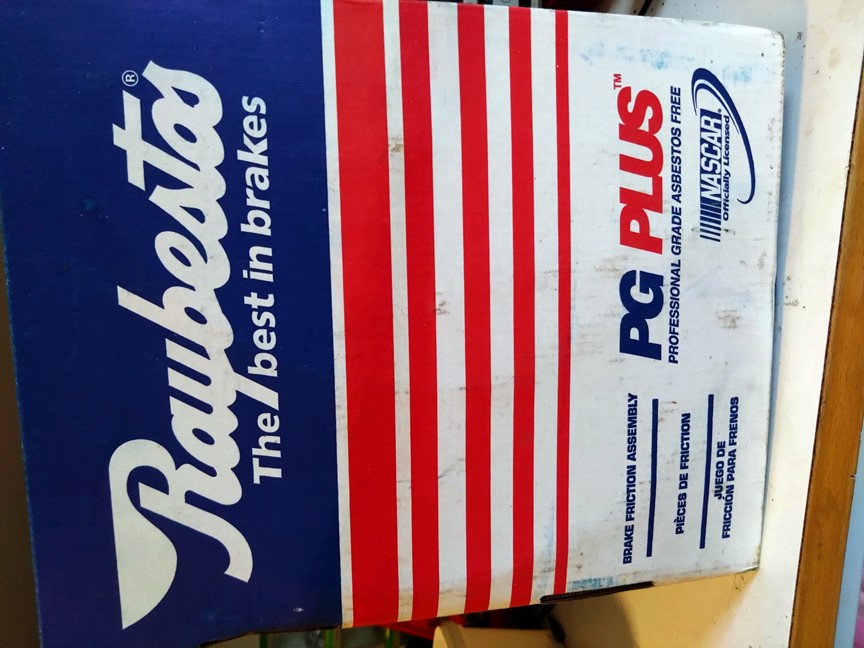 Raybestos®
The best in brakes
PG PLUS™
PROFESSIONAL GRADE ASBESTOS FREE
NASCAR®
Officially Licensed
BRAKE FRICTION ASSEMBLY
PIÈCES DE FRICTION
JUEGO DE
FRICCIÓN PARA FRENOS